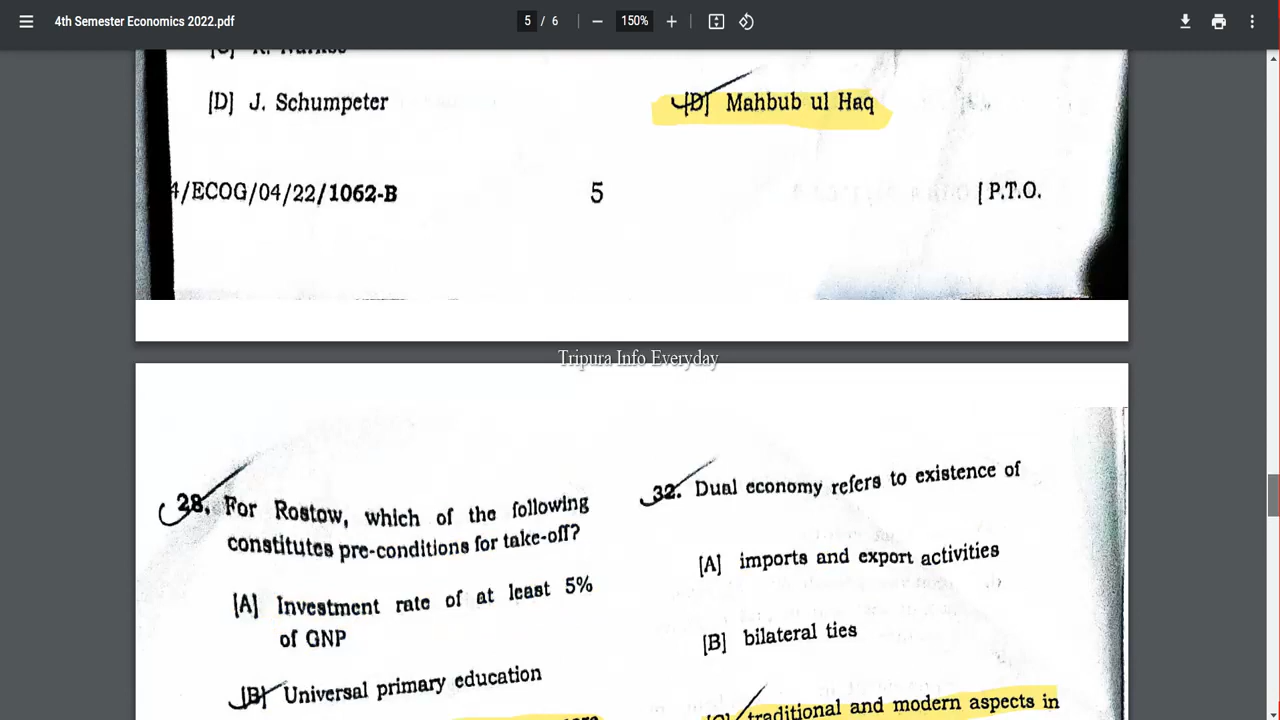 4th Semester Economics 2022.pdf
5 / 6
150%
[D] J. Schumpeter
[D] Mahbub ul Haq
4/ECOG/04/22/1062-B
5
[ P.T.O.
Tripura Info Everyday
28. For Rostow, which of the following
constitutes pre-conditions for take-off?
[A] Investment rate of at least 5%
of GNP
[B] Universal primary education
32. Dual economy refers to existence of
[A] imports and export activities
[B] bilateral ties
[C] traditional and modern aspects in